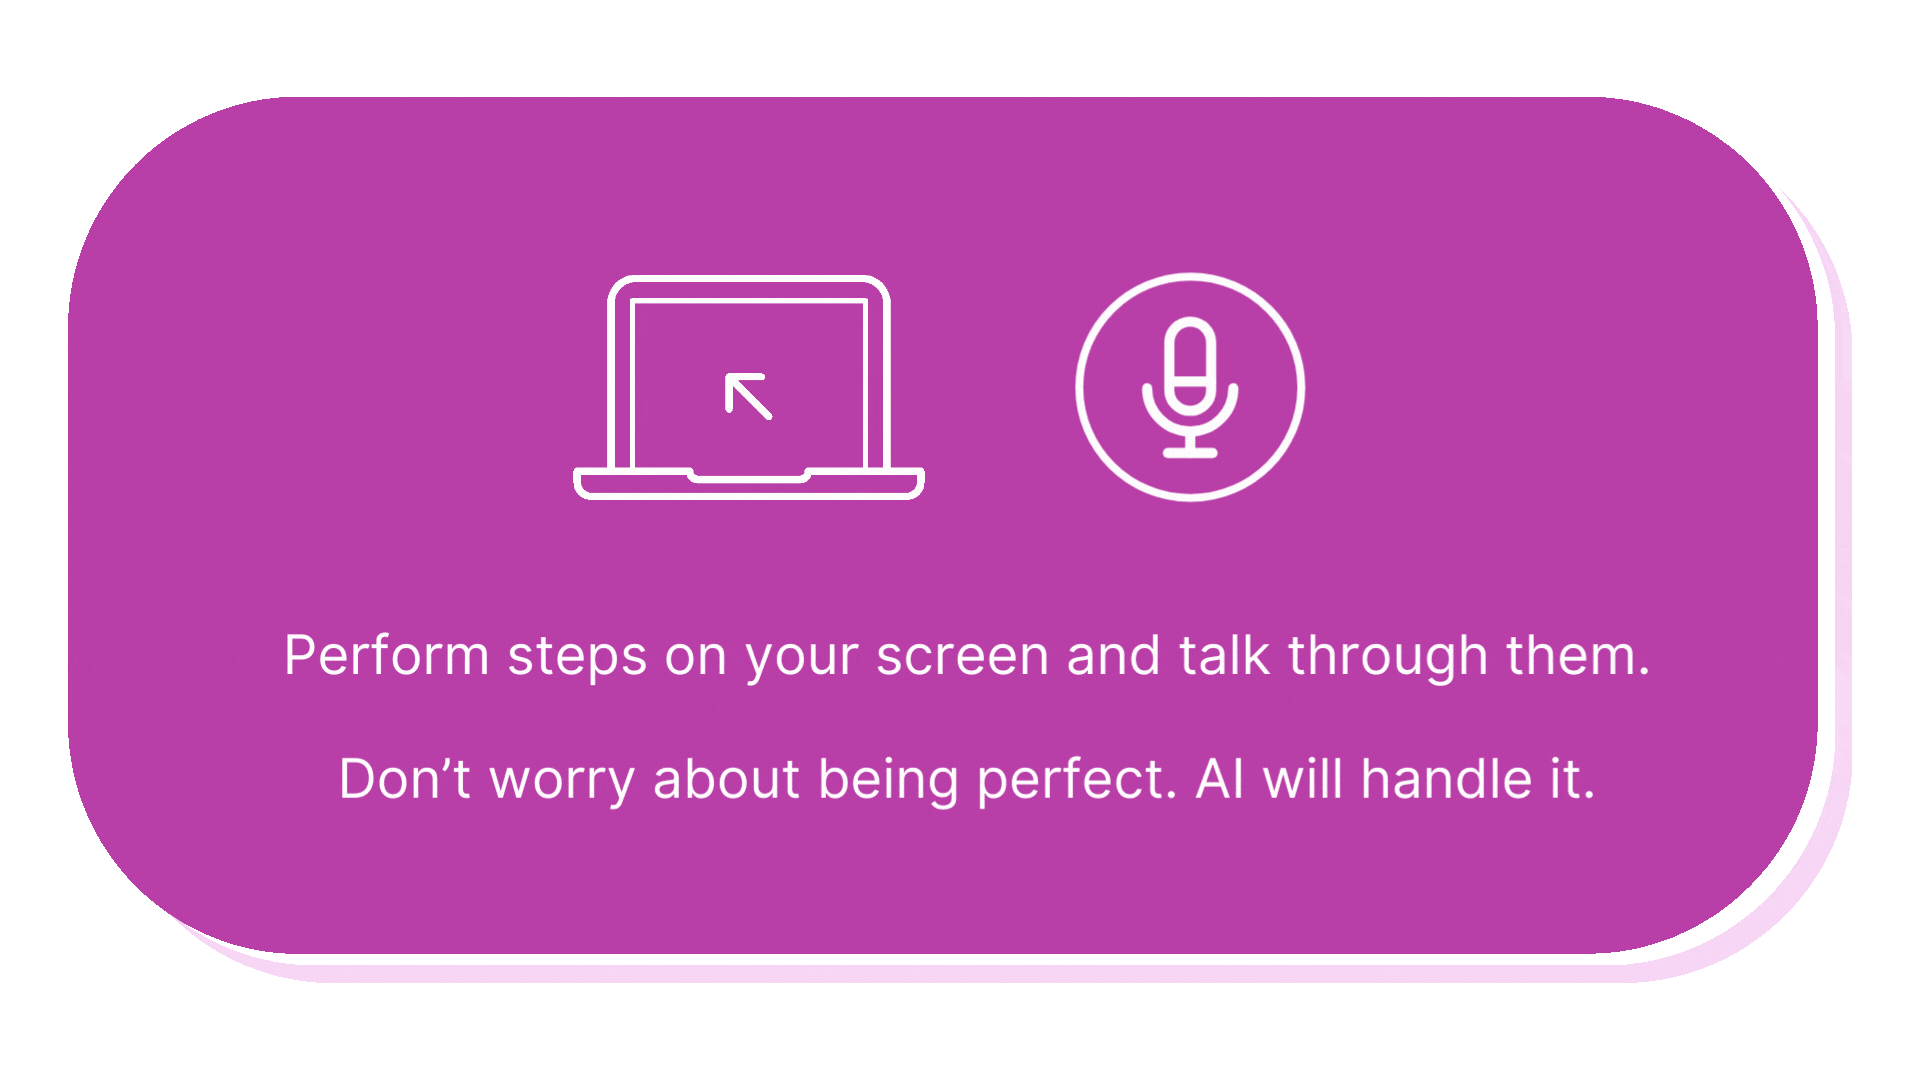 Perform steps on your screen and talk through them.
Don’t worry about being perfect. AI will handle it.